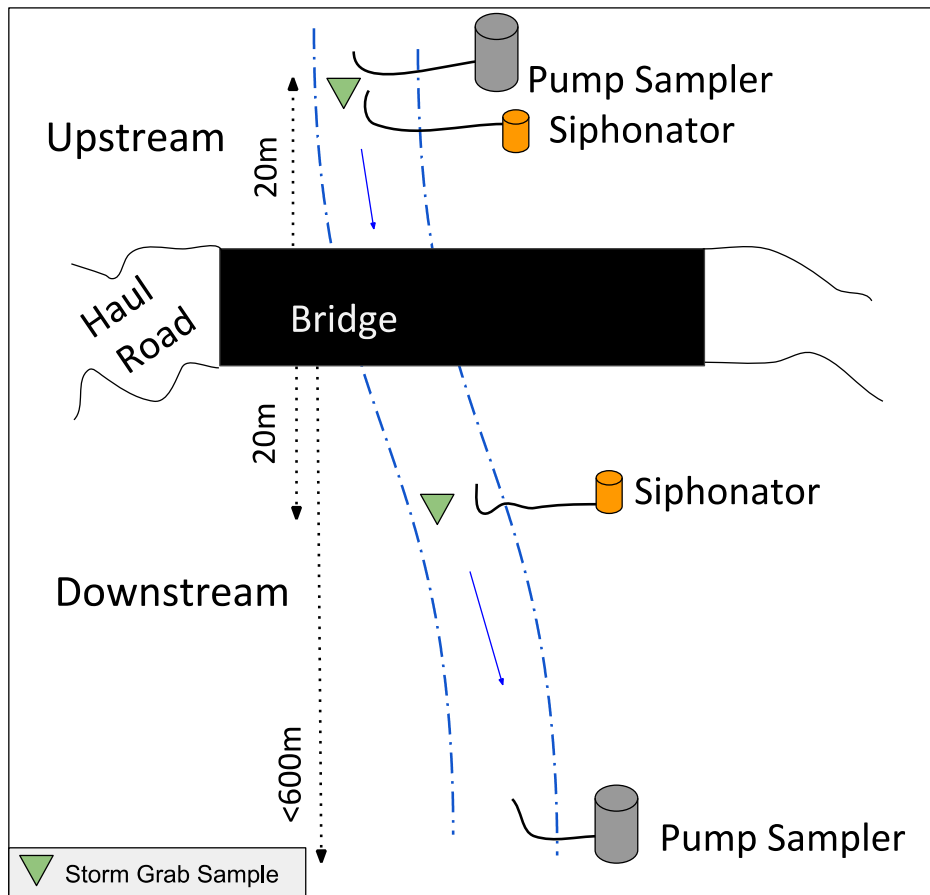 Pump Sampler
Upstream
Siphonator
20m
Haul
Road
Bridge
20m
Siphonator
Downstream
<600m
Pump Sampler
Storm Grab Sample